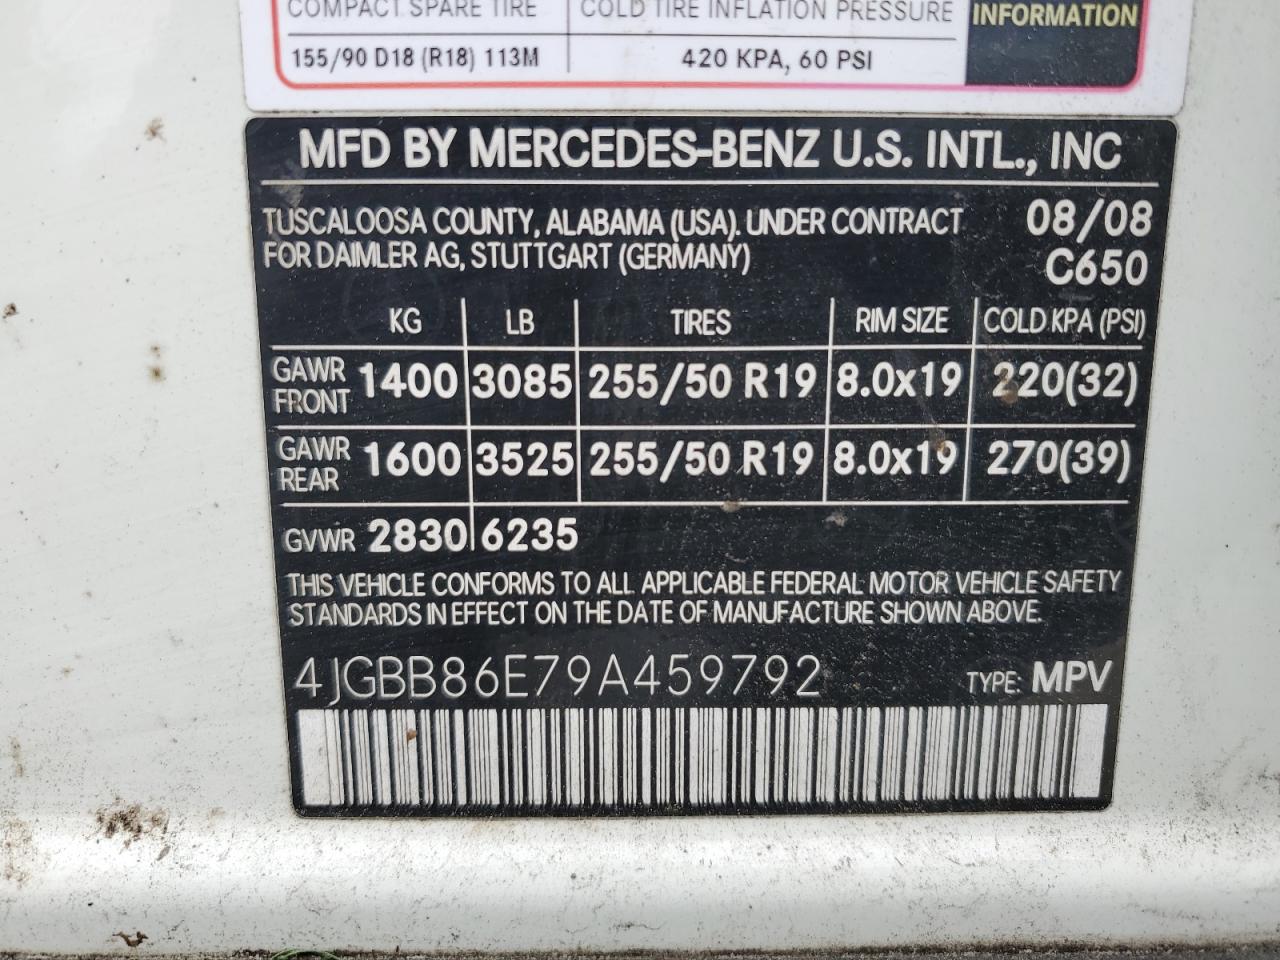 COMPACT SPARE TIRE COLD TIRE INFLATION PRESSURE
INFORMATION
155/90 D18 (R18) 113M 420 KPA, 60 PSI
MFD BY MERCEDES-BENZ U.S. INTL., INC
TUSCALOOSA COUNTY, ALABAMA (USA). UNDER CONTRACT 08/08
FOR DAIMLER AG, STUTTGART (GERMANY) C650
KG LB TIRES RIM SIZE COLD KPA (PSI)
GAWR FRONT 1400 3085 255/50 R19 8.0x19 220(32)
GAWR REAR 1600 3525 255/50 R19 8.0x19 270(39)
GVWR 2830 6235
THIS VEHICLE CONFORMS TO ALL APPLICABLE FEDERAL MOTOR VEHICLE SAFETY
STANDARDS IN EFFECT ON THE DATE OF MANUFACTURE SHOWN ABOVE.
4JGBB86E79A459792 TYPE: MPV